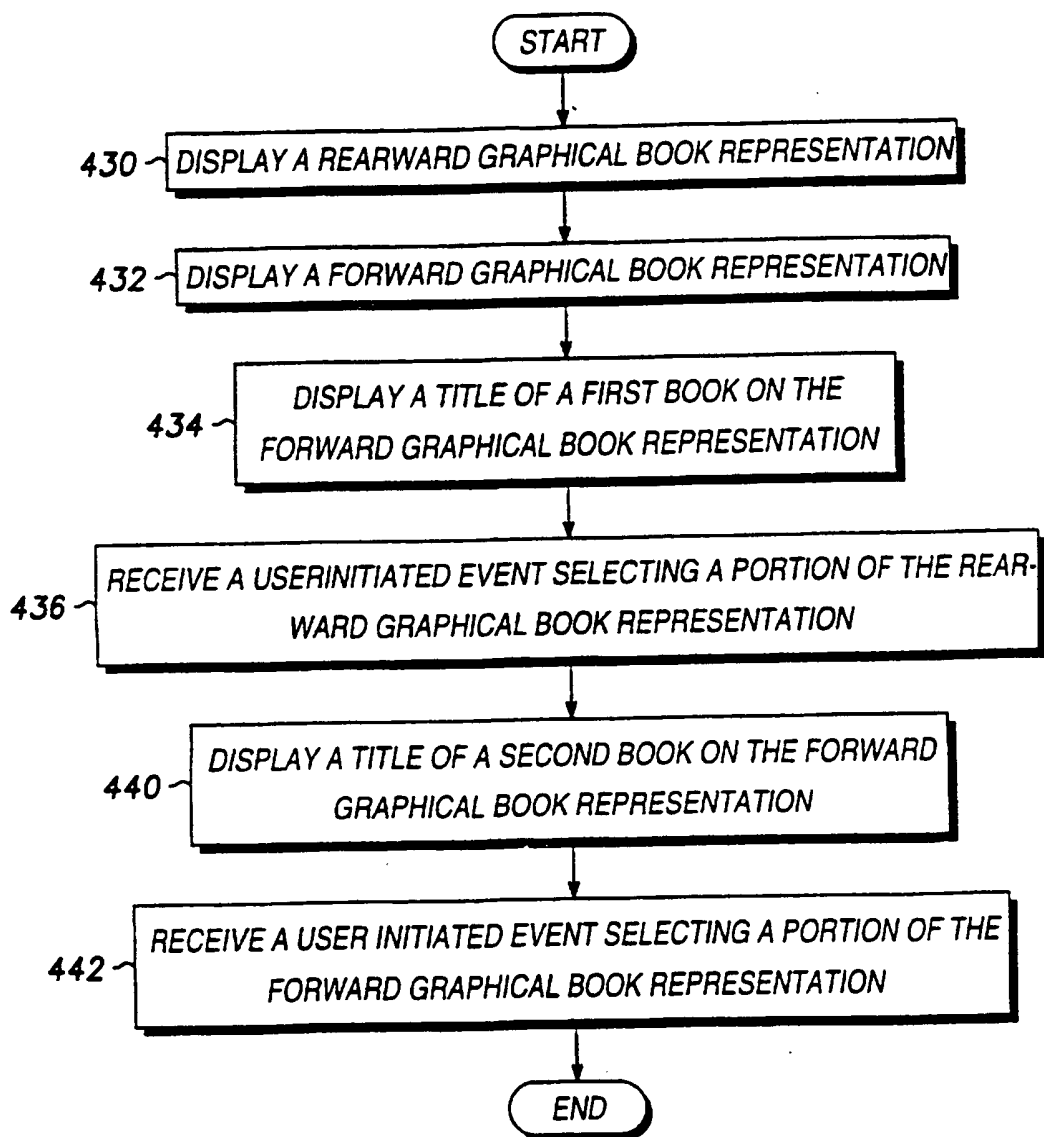 START
430 DISPLAY A REARWARD GRAPHICAL BOOK REPRESENTATION
432 DISPLAY A FORWARD GRAPHICAL BOOK REPRESENTATION
DISPLAY A TITLE OF A FIRST BOOK ON THE
434
FORWARD GRAPHICAL BOOK REPRESENTATION
RECEIVE A USERINITIATED EVENT SELECTING A PORTION OF THE REAR-
436
WARD GRAPHICAL BOOK REPRESENTATION
DISPLAY A TITLE OF A SECOND BOOK ON THE FORWARD
440
GRAPHICAL BOOK REPRESENTATION
RECEIVE A USER INITIATED EVENT SELECTING A PORTION OF THE
442
FORWARD GRAPHICAL BOOK REPRESENTATION
END